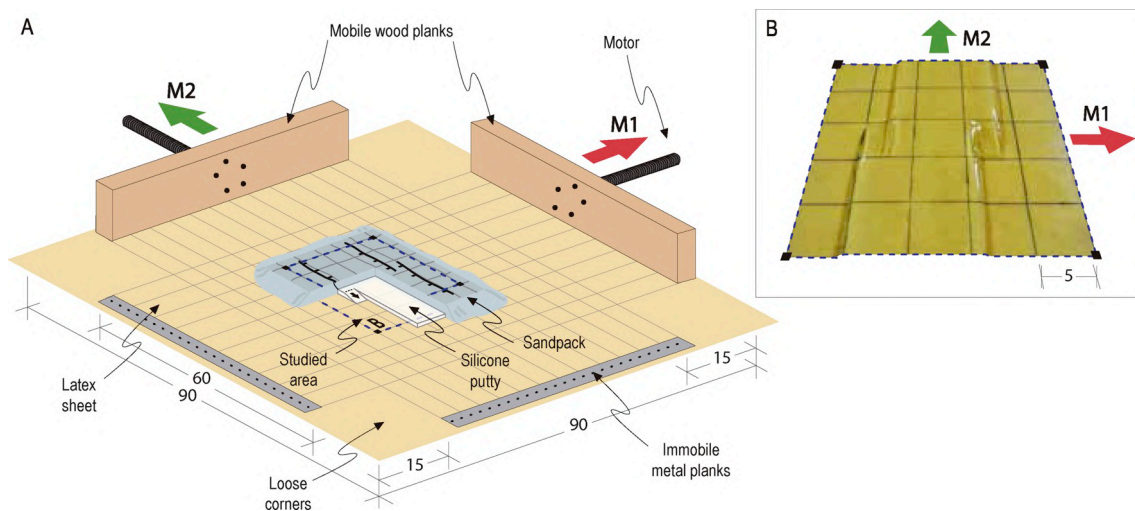 A
Mobile wood planks
Motor
M2
M1
B
Studied
area
Silicone
putty
Sandpack
Latex
sheet
60
90
15
90
15
Loose
corners
Immobile
metal planks
B
M2
M1
5